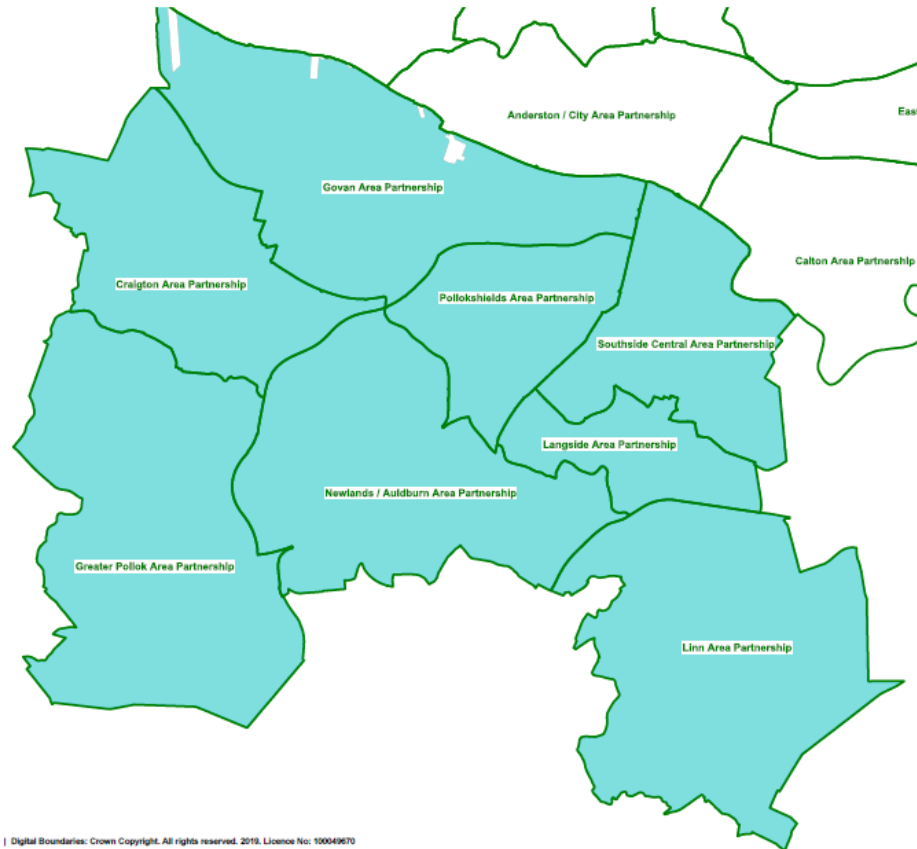 Anderston / City Area Partnership
Eas
Govan Area Partnership
Calton Area Partnership
Craigton Area Partnership
Pollokshields Area Partnership
Southside Central Area Partnership
Langside Area Partnership
Newlands / Auldburn Area Partnership
Greater Pollok Area Partnership
Linn Area Partnership
| Digital Boundaries: Crown Copyright. All rights reserved. 2019. Licence No: 100049670